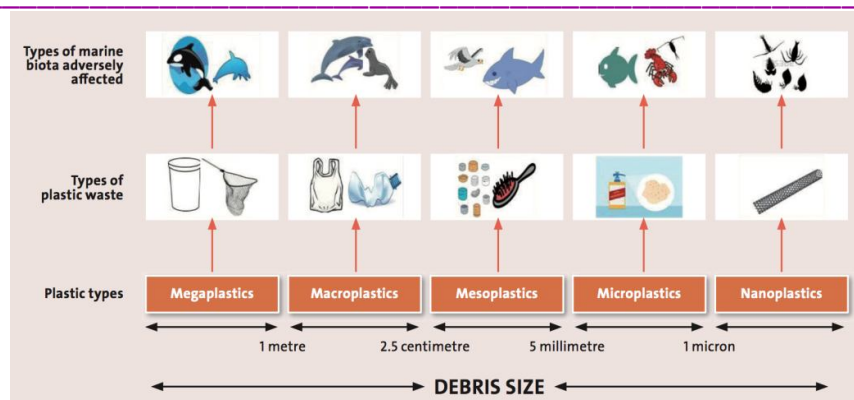 Types of marine
biota adversely
affected
Types of
plastic waste
Plastic types
Megaplastics
Macroplastics
Mesoplastics
Microplastics
Nanoplastics
1 metre
2.5 centimetre
5 millimetre
1 micron
DEBRIS SIZE